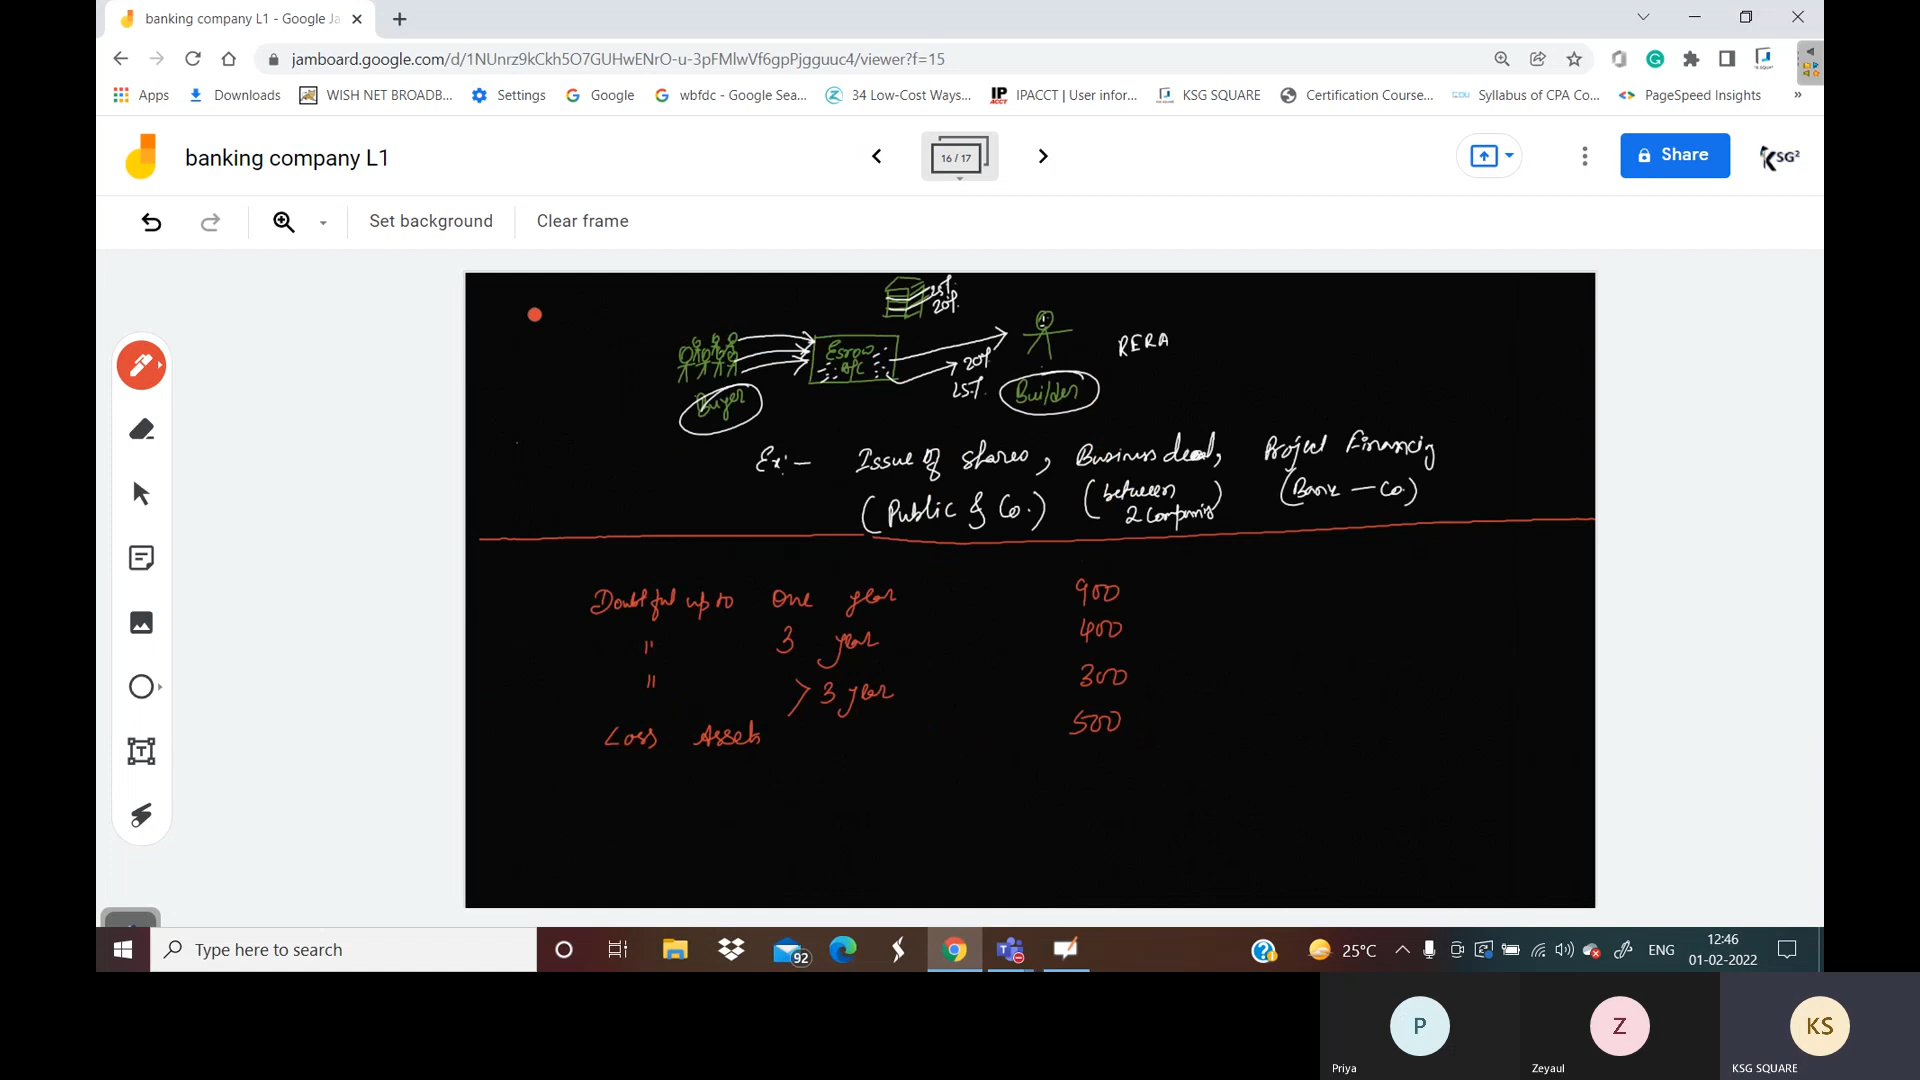 banking company L1 - Google Ja
jamboard.google.com/d/1NUnrz9kCkh5O7GUHwENrO-u-3pFMlwVf6gpPjgguuc4/viewer?f=15
Apps Downloads WISH NET BROADB... Settings Google wbfdc - Google Sea... 34 Low-Cost Ways... IP ACCT IPACCT | User infor... KSG SQUARE Certification Course... Syllabus of CPA Co... PageSpeed Insights »
banking company L1 16 / 17 Share KSG²
Set background Clear frame
25%
20%
Esrow
A/c
20%
25%
RERA
Buyer Builder
Ex:- Issue of shares, Business deal, Project Financing
(Public & Co.) (between 2 Companies) (Bank - Co.)
Doubtful up to one year 900
" 3 year 400
" > 3 year 300
Loss Assets 500
Type here to search 92 25°C ENG 12:46
01-02-2022
P Z KS
Priya Zeyaul KSG SQUARE